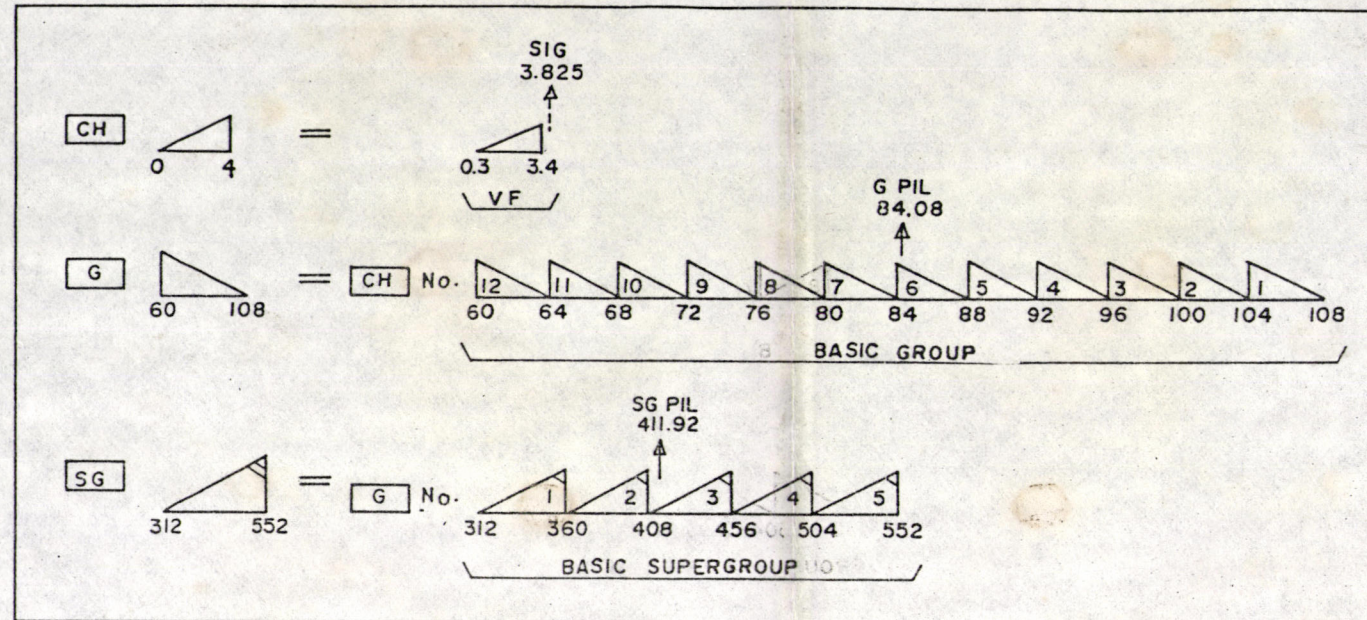 SIG
3.825
CH
0 4
=
0.3 3.4
VF
G PIL
84.08
G
60 108
=
CH No. 12 11 10 9 8 7 6 5 4 3 2 1
60 64 68 72 76 80 84 88 92 96 100 104 108
BASIC GROUP
SG PIL
411.92
SG
312 552
=
G No. 1 2 3 4 5
312 360 408 456 504 552
BASIC SUPERGROUP